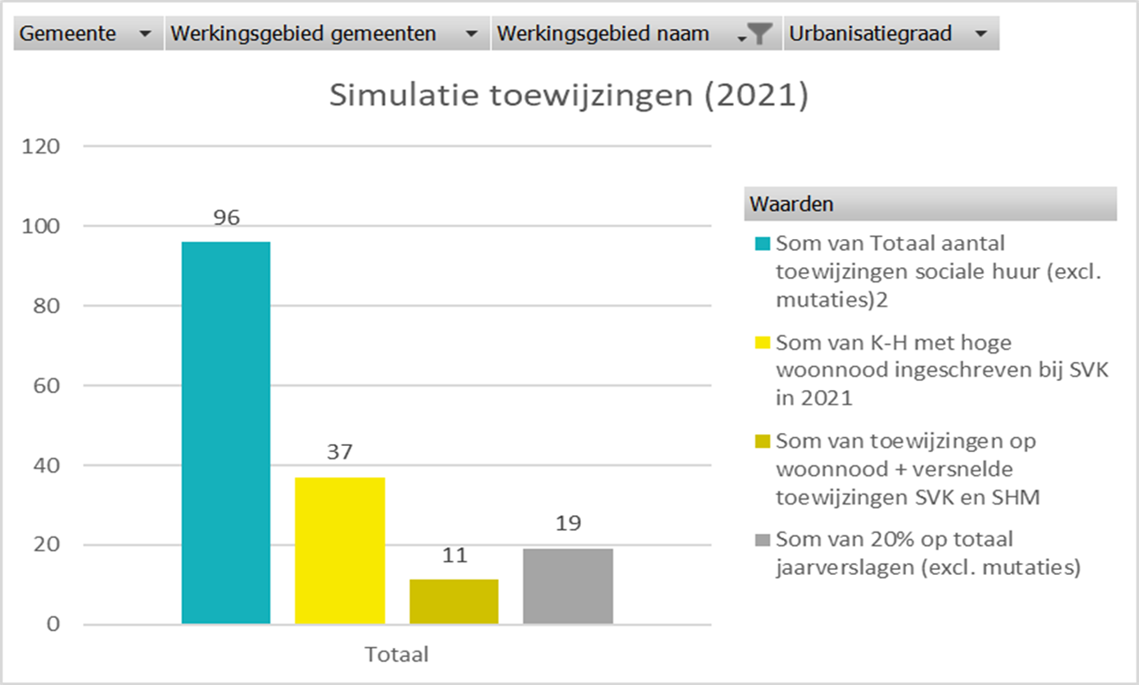 Gemeente Werkingsgebied gemeenten Werkingsgebied naam Urbanisatiegraad
Simulatie toewijzingen (2021)
120
100
80
60
40
20
0
96
37
11
19
Totaal
Waarden
Som van Totaal aantal
toewijzingen sociale huur (excl.
mutaties)2
Som van K-H met hoge
woonnood ingeschreven bij SVK
in 2021
Som van toewijzingen op
woonnood + versnelde
toewijzingen SVK en SHM
Som van 20% op totaal
jaarverslagen (excl. mutaties)